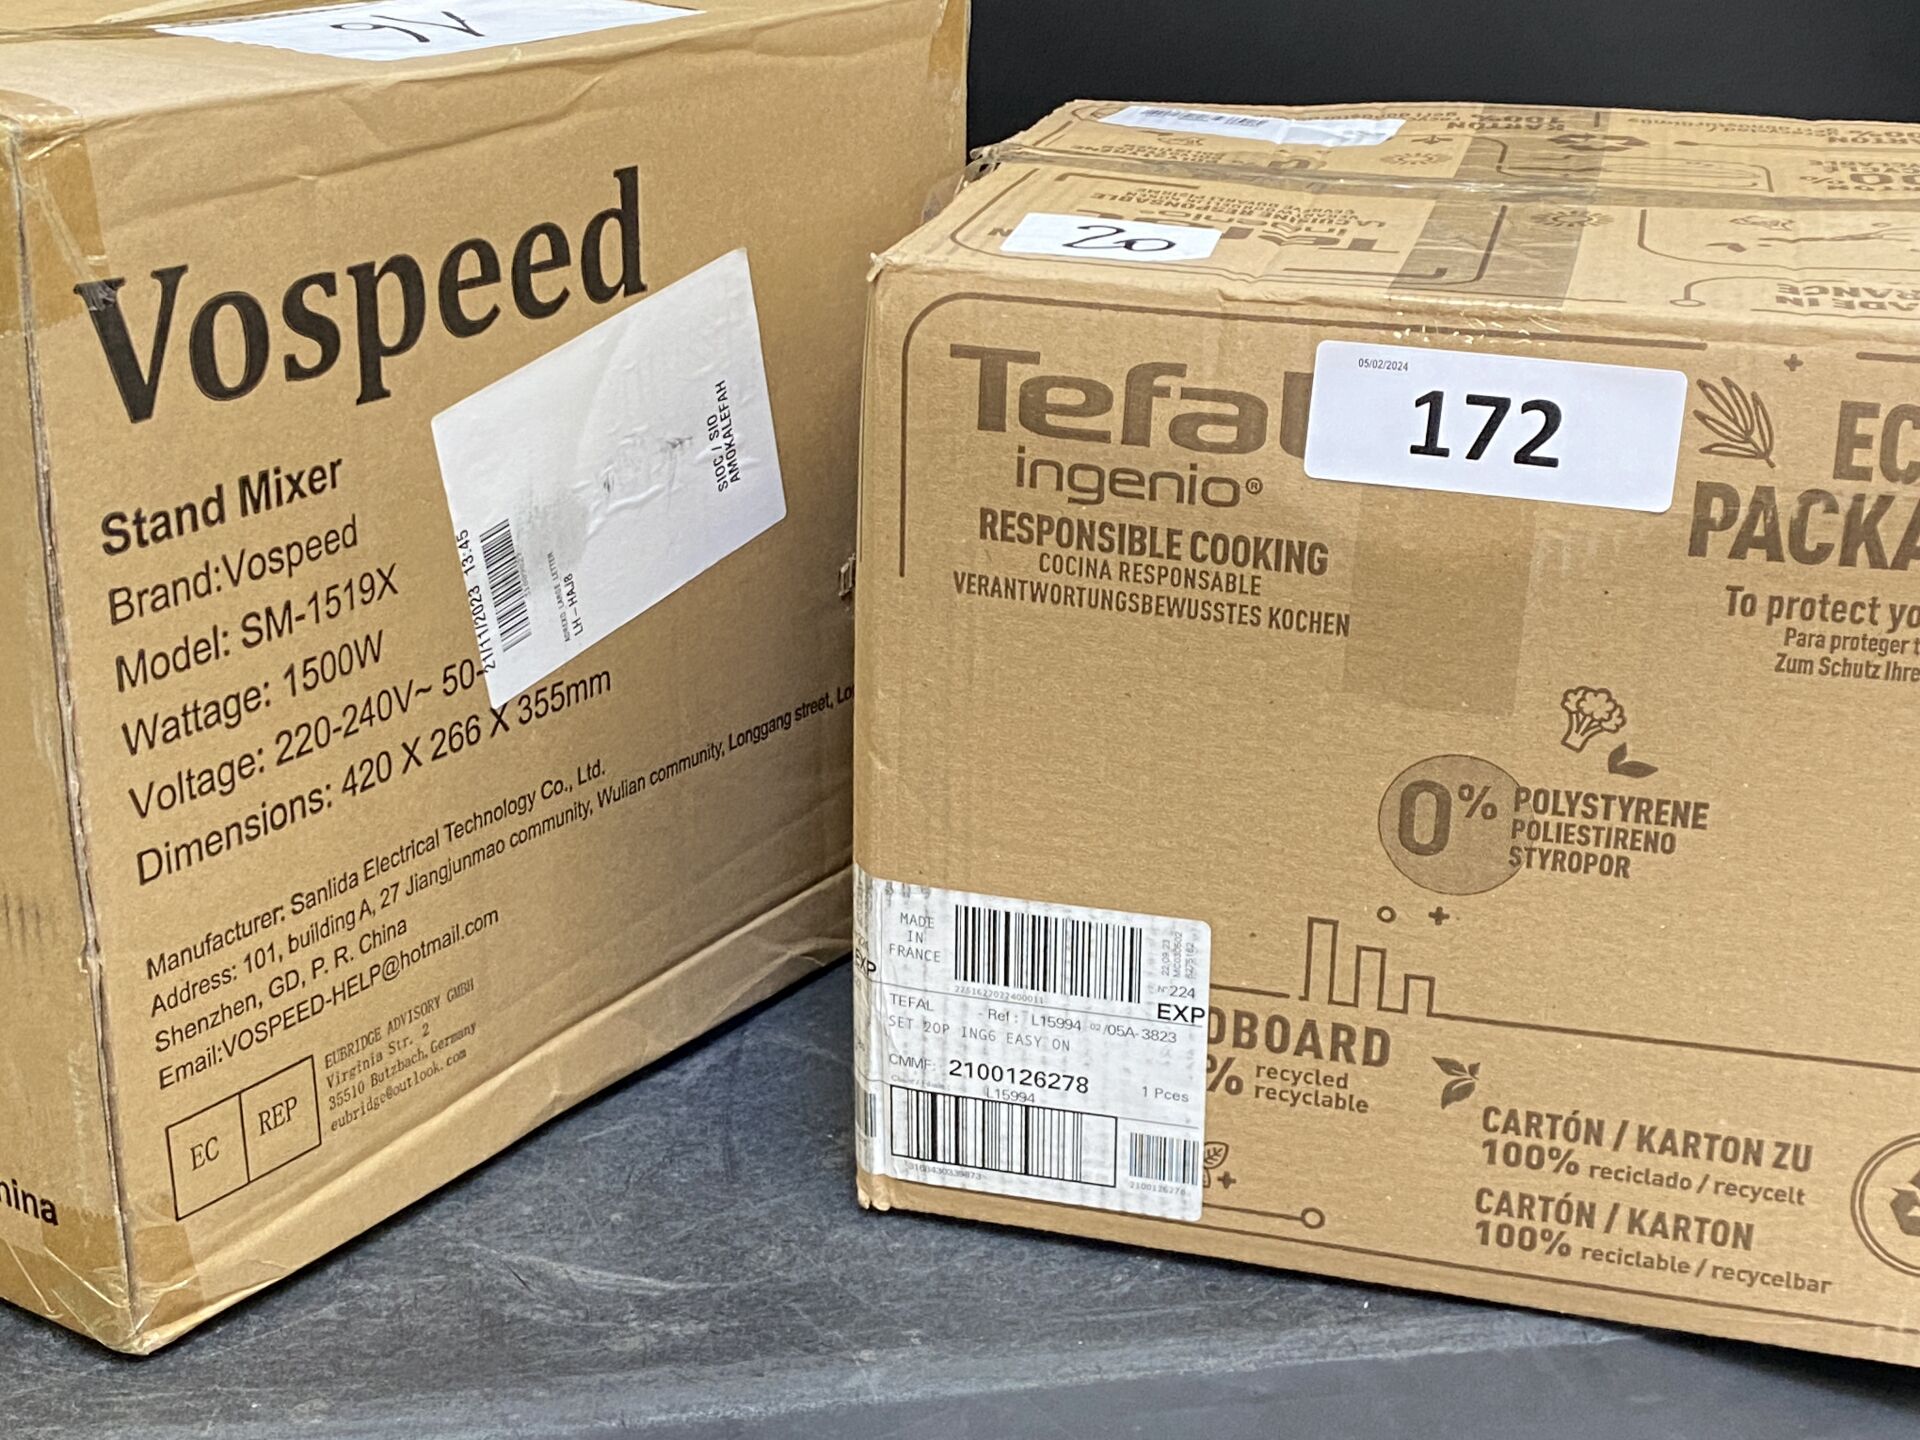 Vospeed
Stand Mixer
Brand:Vospeed
Model: SM-1519X
Wattage: 1500W
Voltage: 220-240V~ 50-
Dimensions: 420 X 266 X 355mm
Manufacturer: Sanlida Electrical Technology Co., Ltd.
Address: 101, building A, 27 Jiangjunmao community, Wulian community, Longgang street, Lo
Shenzhen, GD, P. R. China
Email:VOSPEED-HELP@hotmail.com
EC REP
EUBRIDGE ADVISORY GMBH
Virginia Str. 2
35510 Butzbach, Germany
eubridge@outlook.com
21/11/2023 13:45
LH – HAJ8
SIOC / SIO
AMOKALEFAH
hina
20
Tefal
ingenio®
RESPONSIBLE COOKING
COCINA RESPONSABLE
VERANTWORTUNGSBEWUSSTES KOCHEN
05/02/2024
172
EC
PACKA
To protect yo
Para proteger t
Zum Schutz Ihre
0% POLYSTYRENE
POLIESTIRENO
STYROPOR
MADE
IN
FRANCE
N° 224
EXP
TEFAL
- Ref : L15994 02 /05A-3823
SET 20P ING6 EASY ON
CMMF: 2100126278
1 Pces
L15994
2100126278
OBOARD
% recycled
recyclable
CARTÓN / KARTON ZU
100% reciclado / recycelt
CARTÓN / KARTON
100% reciclable / recycelbar